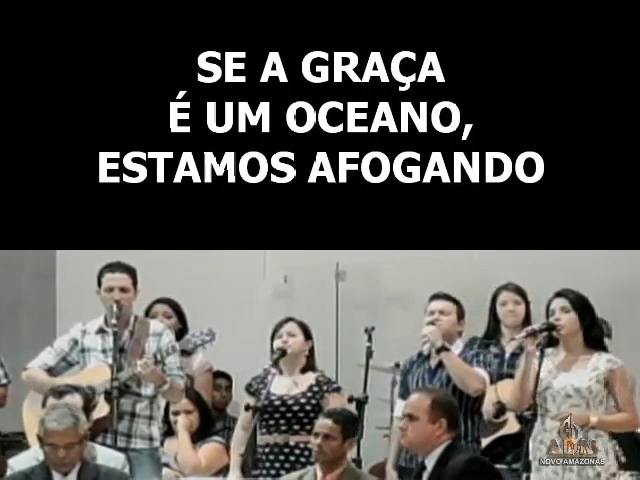 SE A GRAÇA
É UM OCEANO,
ESTAMOS AFOGANDO
NOVO AMAZONAS